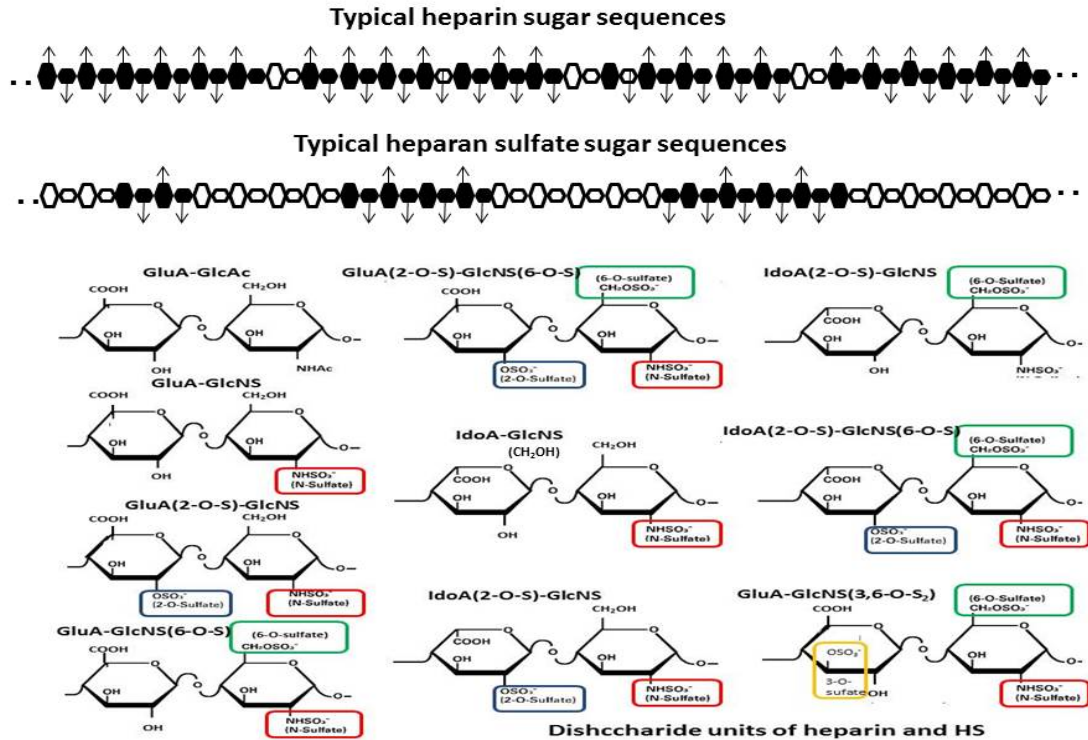 Typical heparin sugar sequences
Typical heparan sulfate sugar sequences
GluA-GlcAc
COOH
CH₂OH
O
O
OH
OH
O
O–
OH
NHAc
GluA-GlcNS
COOH
CH₂OH
O
O
OH
OH
O
O–
OH
NHSO₃⁻
(N-Sulfate)
GluA(2-O-S)-GlcNS
COOH
CH₂OH
O
O
OH
OH
O
O–
OSO₃⁻
(2-O-Sulfate)
NHSO₃⁻
(N-Sulfate)
GluA-GlcNS(6-O-S)
(6-O-sulfate)
CH₂OSO₃⁻
COOH
O
O
OH
OH
O
O–
OH
NHSO₃⁻
(N-Sulfate)
GluA(2-O-S)-GlcNS(6-O-S)
(6-O-sulfate)
CH₂OSO₃⁻
COOH
O
O
OH
OH
O
O–
OSO₃⁻
(2-O-Sulfate)
NHSO₃⁻
(N-Sulfate)
IdoA-GlcNS
(CH₂OH)
CH₂OH
O
O
COOH
OH
OH
O
O–
OH
NHSO₃⁻
(N-Sulfate)
IdoA(2-O-S)-GlcNS
CH₂OH
O
O
COOH
OH
OH
O
O–
OSO₃⁻
(2-O-Sulfate)
NHSO₃⁻
(N-Sulfate)
IdoA(2-O-S)-GlcNS
(6-O-Sulfate)
CH₂OSO₃⁻
O
O
COOH
OH
OH
O
O–
OH
NHSO₃⁻
IdoA(2-O-S)-GlcNS(6-O-S)
(6-O-Sulfate)
CH₂OSO₃⁻
O
O
COOH
OH
OH
O
O–
OSO₃⁻
(2-O-Sulfate)
NHSO₃⁻
(N-Sulfate)
GluA-GlcNS(3,6-O-S₂)
(6-O-Sulfate)
CH₂OSO₃⁻
COOH
O
O
OSO₃⁻
OH
O
O–
3-O-
sufate
OH
NHSO₃⁻
(N-Sulfate)
Dishccharide units of heparin and HS